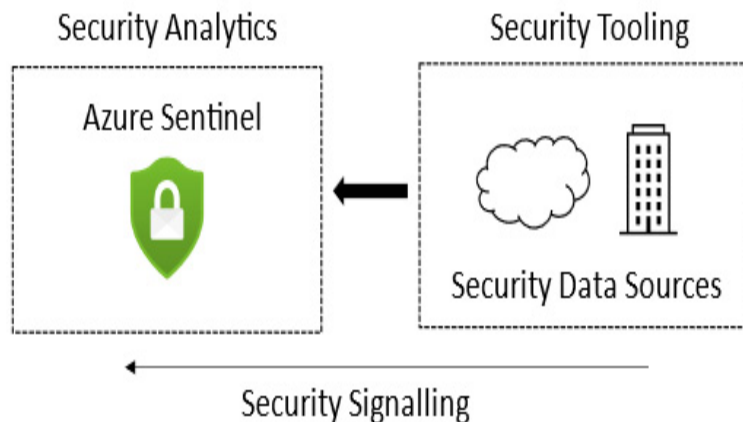 Security Analytics
Security Tooling
Azure Sentinel
Security Data Sources
Security Signalling